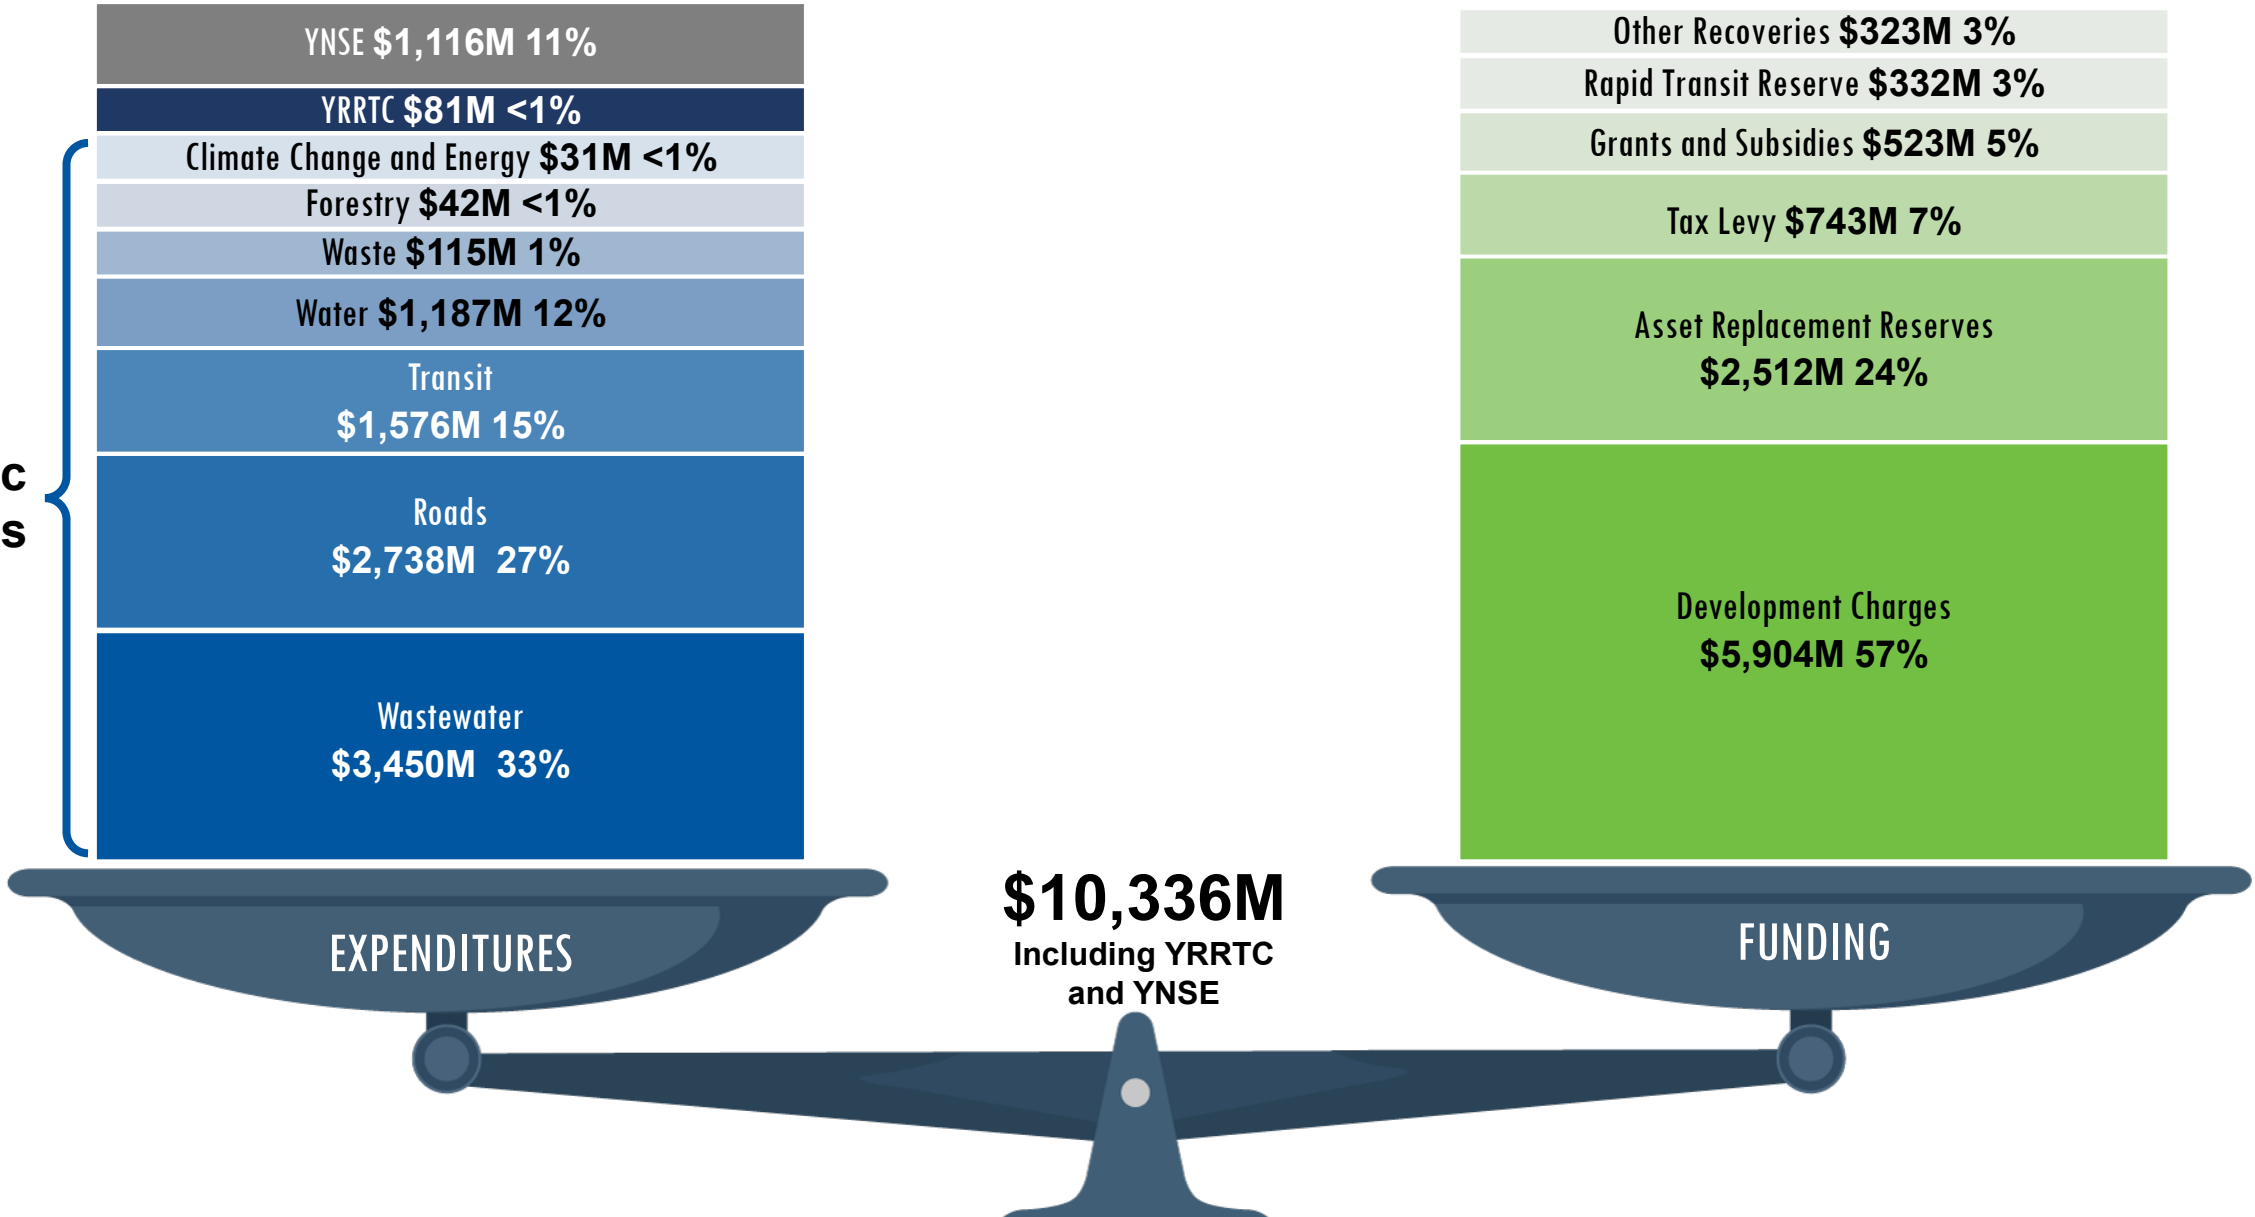 YNSE $1,116M 11%
YRRTC $81M <1%
Climate Change and Energy $31M <1%
Forestry $42M <1%
Waste $115M 1%
Water $1,187M 12%
Transit
$1,576M 15%
Roads
$2,738M 27%
Wastewater
$3,450M 33%
c
s
EXPENDITURES
$10,336M
Including YRRTC
and YNSE
Other Recoveries $323M 3%
Rapid Transit Reserve $332M 3%
Grants and Subsidies $523M 5%
Tax Levy $743M 7%
Asset Replacement Reserves
$2,512M 24%
Development Charges
$5,904M 57%
FUNDING